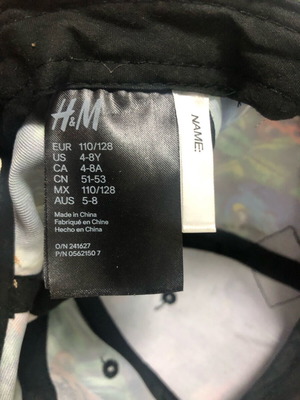 H&M
EUR 110/128
US 4-8Y
CA 4-8A
CN 51-53
MX 110/128
AUS 5-8
Made in China
Fabriqué en Chine
Hecho en China
O/N 241627
P/N 0562150 7
NAME: